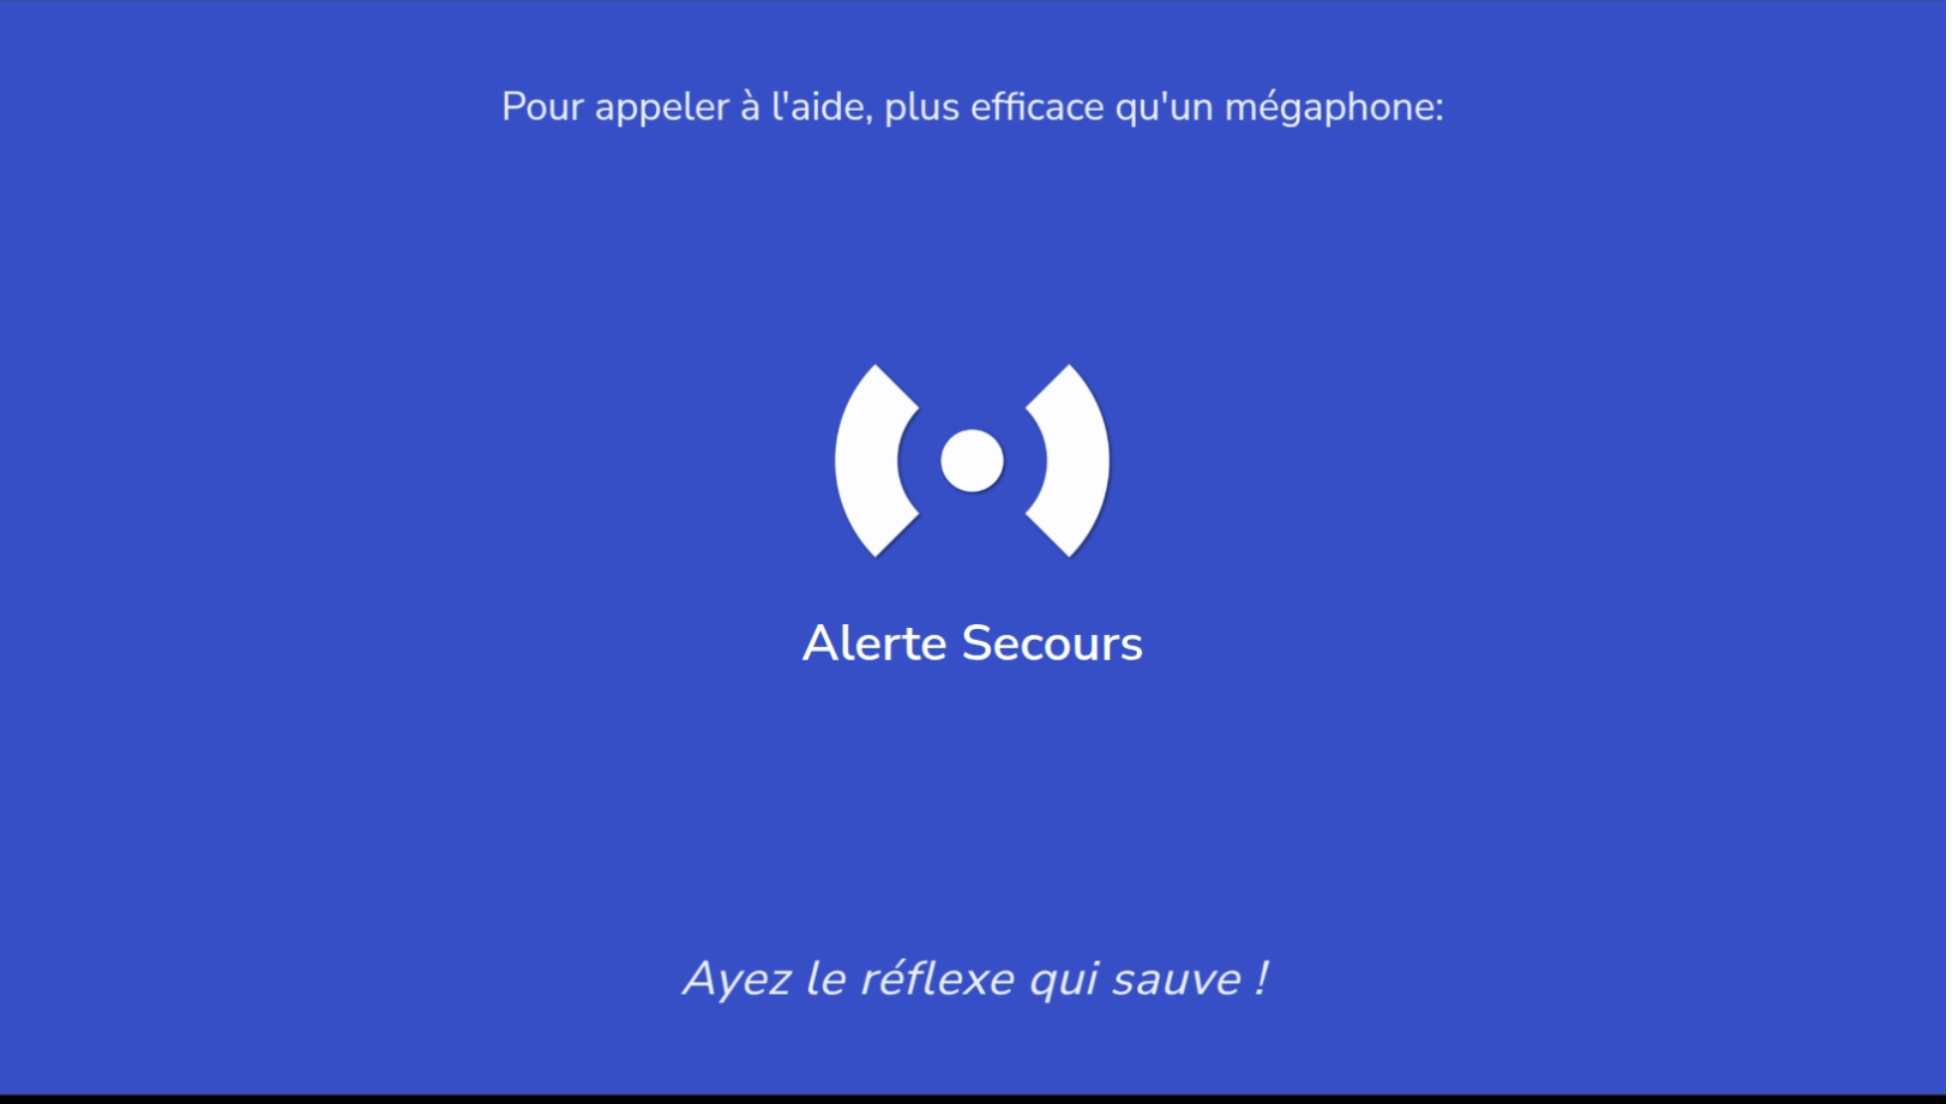 Pour appeler à l'aide, plus efficace qu'un mégaphone:
Alerte Secours
Ayez le réflexe qui sauve !